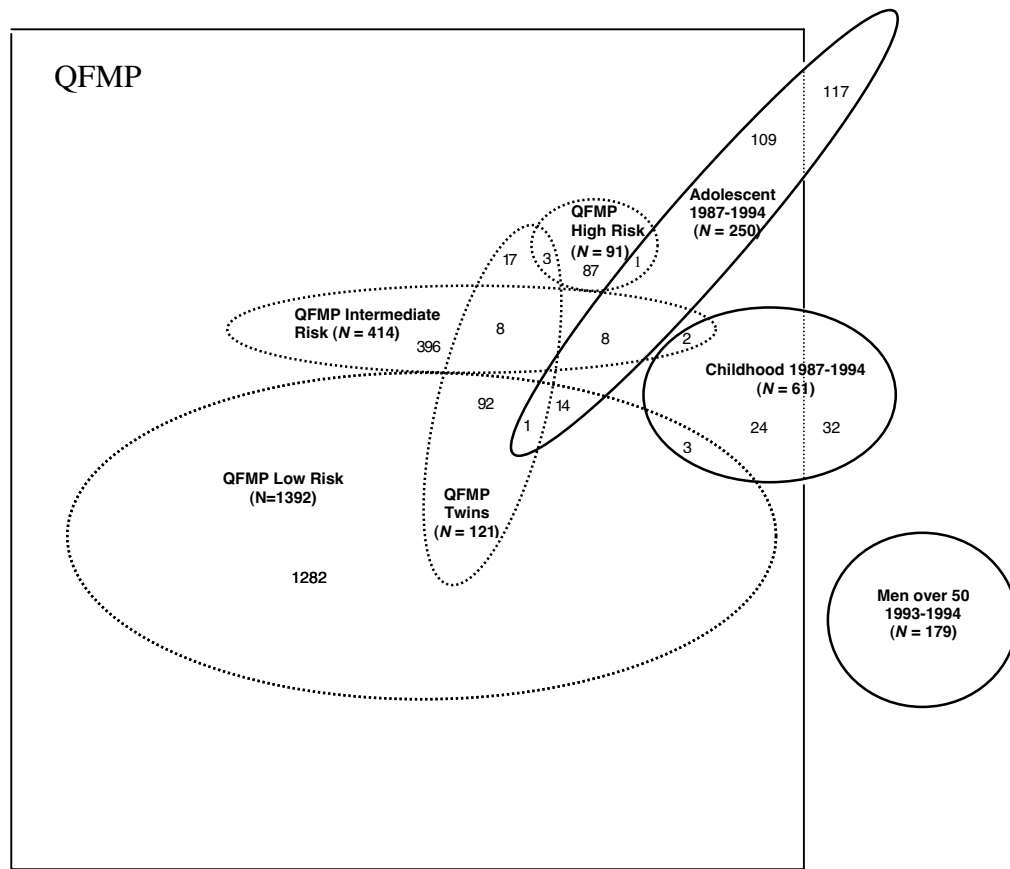 QFMP
117
109
Adolescent
1987-1994
(N = 250)
QFMP
High Risk
(N = 91)
17
3
87
1
QFMP Intermediate
Risk (N = 414)
396
8
8
2
Childhood 1987-1994
(N = 61)
92
1
14
24
32
3
QFMP Low Risk
(N=1392)
QFMP
Twins
(N = 121)
1282
Men over 50
1993-1994
(N = 179)